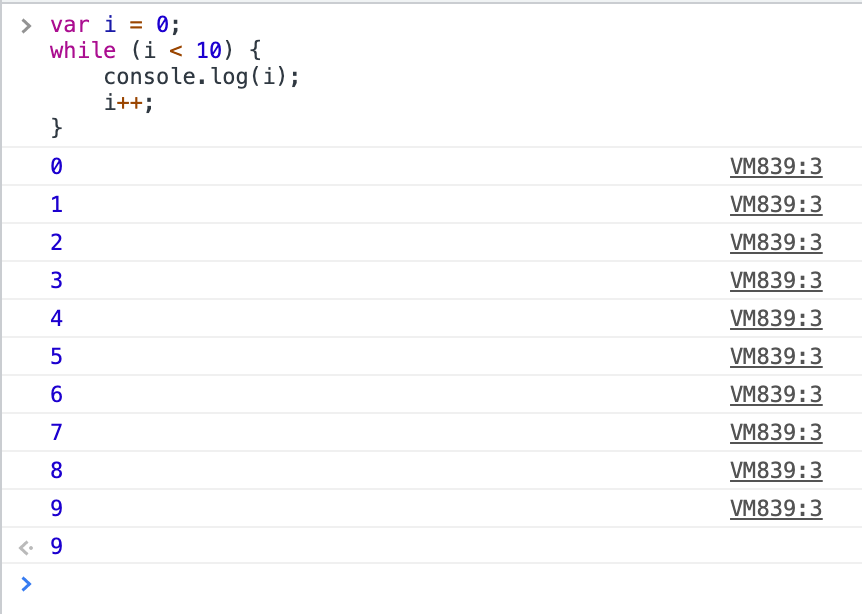 var i = 0;
while (i < 10) {
    console.log(i);
    i++;
}
0 VM839:3
1 VM839:3
2 VM839:3
3 VM839:3
4 VM839:3
5 VM839:3
6 VM839:3
7 VM839:3
8 VM839:3
9 VM839:3
9